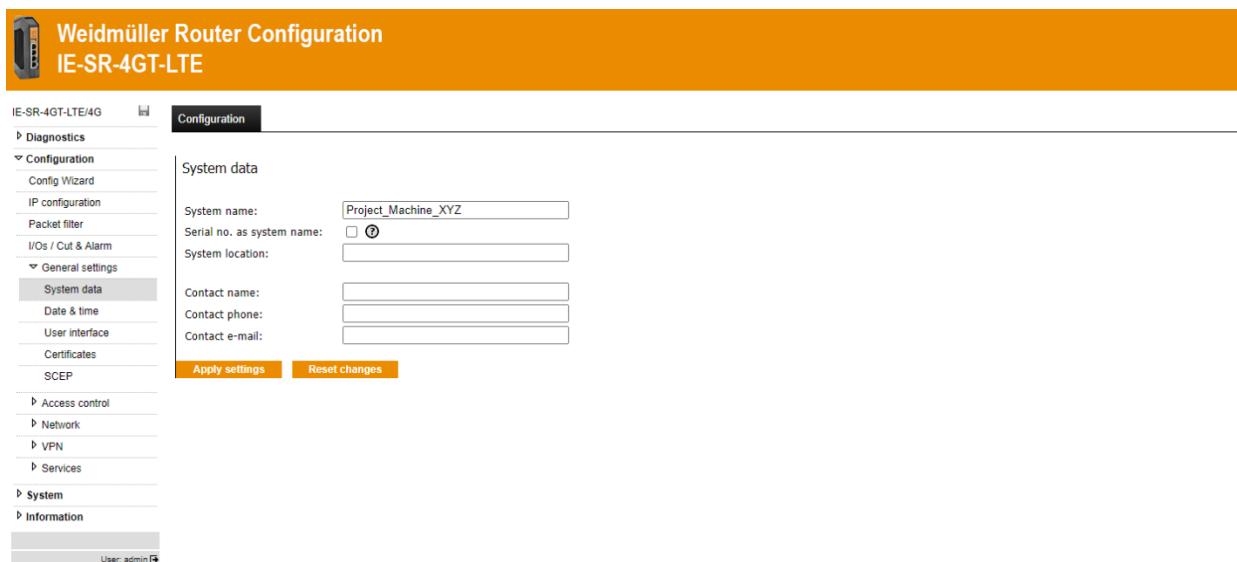 Weidmüller Router Configuration
IE-SR-4GT-LTE
IE-SR-4GT-LTE/4G
Diagnostics
Configuration
Config Wizard
IP configuration
Packet filter
I/Os / Cut & Alarm
General settings
System data
Date & time
User interface
Certificates
SCEP
Access control
Network
VPN
Services
System
Information
User: admin
Configuration
System data
System name: Project_Machine_XYZ
Serial no. as system name: ?
System location:
Contact name:
Contact phone:
Contact e-mail:
Apply settings Reset changes